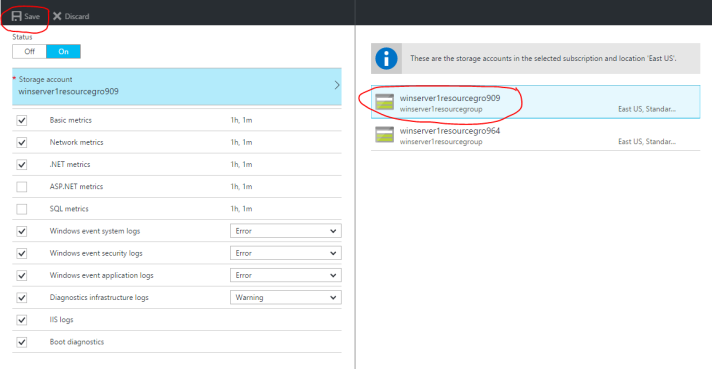 Save Discard
Status
Off On
* Storage account
winserver1resourcegro909
Basic metrics 1h, 1m
Network metrics 1h, 1m
.NET metrics 1h, 1m
ASP.NET metrics 1h, 1m
SQL metrics 1h, 1m
Windows event system logs Error
Windows event security logs Error
Windows event application logs Error
Diagnostics infrastructure logs Warning
IIS logs
Boot diagnostics
These are the storage accounts in the selected subscription and location 'East US'.
winserver1resourcegro909
winserver1resourcegroup East US, Standar...
winserver1resourcegro964
winserver1resourcegroup East US, Standar...